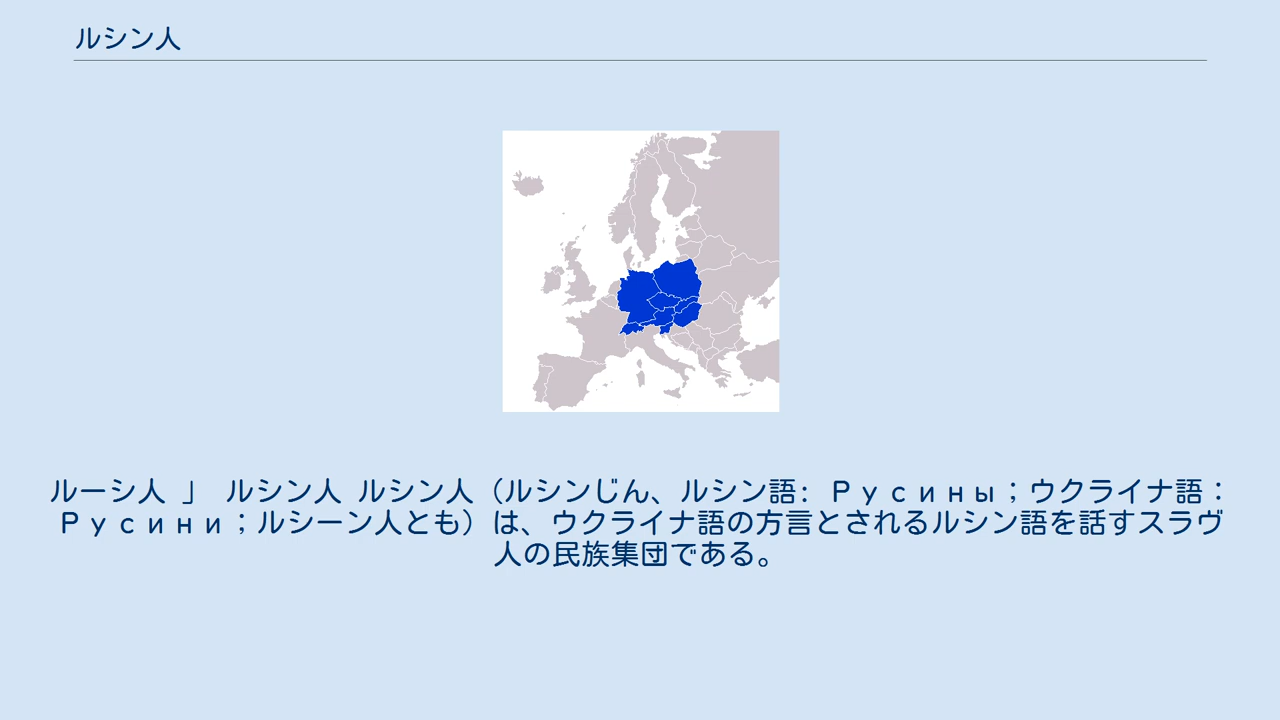 ルシン人
ルーシ人 」 ルシン人 ルシン人（ルシンじん、ルシン語: Русины；ウクライナ語：
Русини；ルシーン人とも）は、ウクライナ語の方言とされるルシン語を話すスラヴ
人の民族集団である。